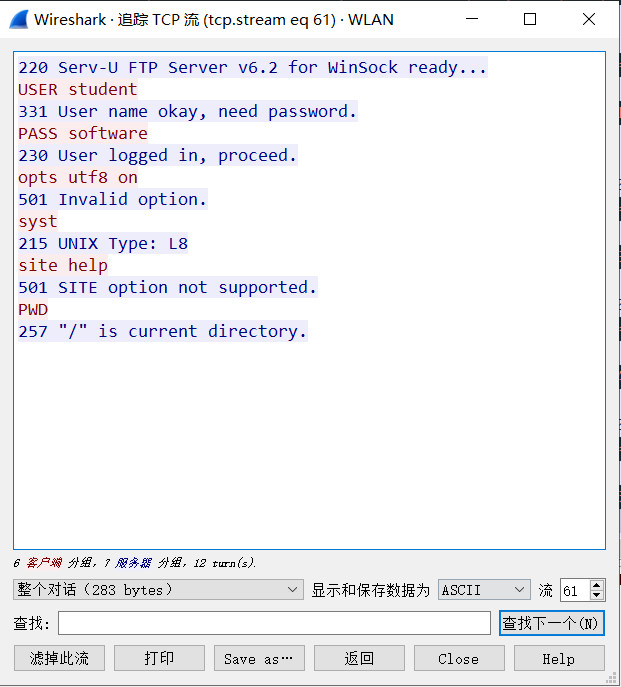 Wireshark · 追踪 TCP 流 (tcp.stream eq 61) · WLAN
220 Serv-U FTP Server v6.2 for WinSock ready...
USER student
331 User name okay, need password.
PASS software
230 User logged in, proceed.
opts utf8 on
501 Invalid option.
syst
215 UNIX Type: L8
site help
501 SITE option not supported.
PWD
257 "/" is current directory.
6 客户端 分组, 7 服务器 分组, 12 turn(s).
整个对话 (283 bytes) 显示和保存数据为 ASCII 流 61
查找: 查找下一个(N)
滤掉此流 打印 Save as… 返回 Close Help